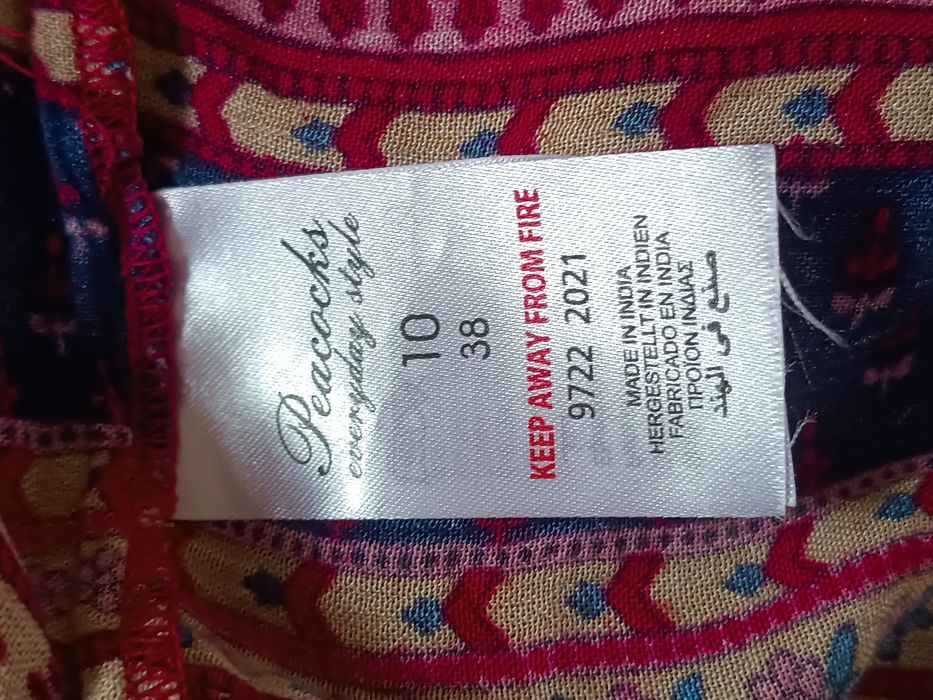 Peacocks
everyday style
10
38
KEEP AWAY FROM FIRE
9722 2021
MADE IN INDIA
HERGESTELLT IN INDIEN
FABRICADO EN INDIA
ΠΡΟΪΟΝ ΙΝΔΙΑΣ
صنع في الهند